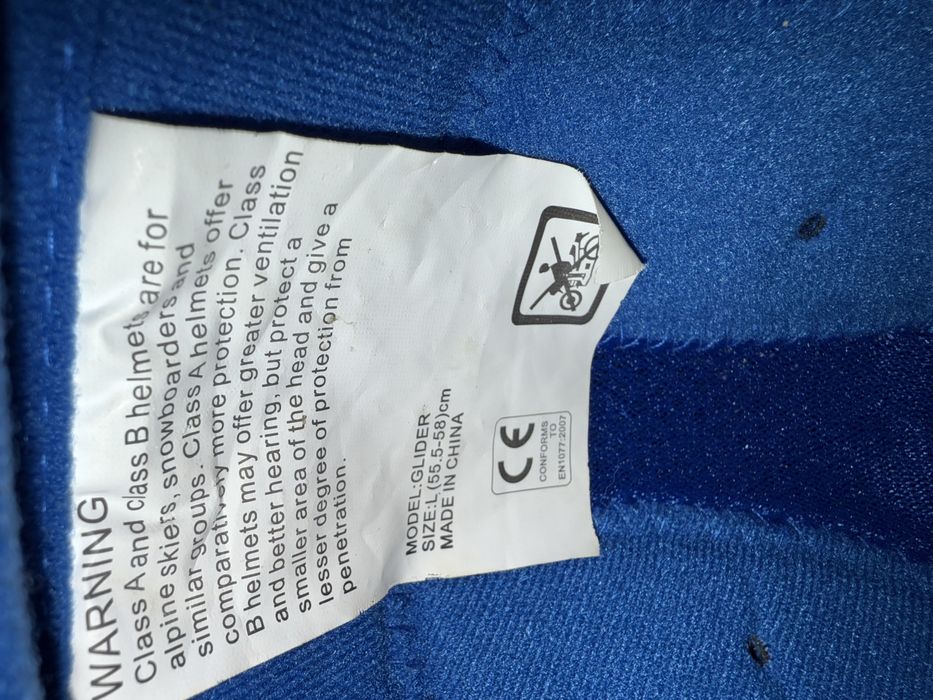 WARNING
Class A and class B helmets are for
alpine skiers, snowboarders and
similar groups. Class A helmets offer
comparatively more protection. Class
B helmets may offer greater ventilation
and better hearing, but protect a
smaller area of the head and give a
lesser degree of protection from
penetration.
MODEL:GLIDER
SIZE:L(55.5-58)cm
MADE IN CHINA
CE
CONFORMS
TO
EN1077:2007